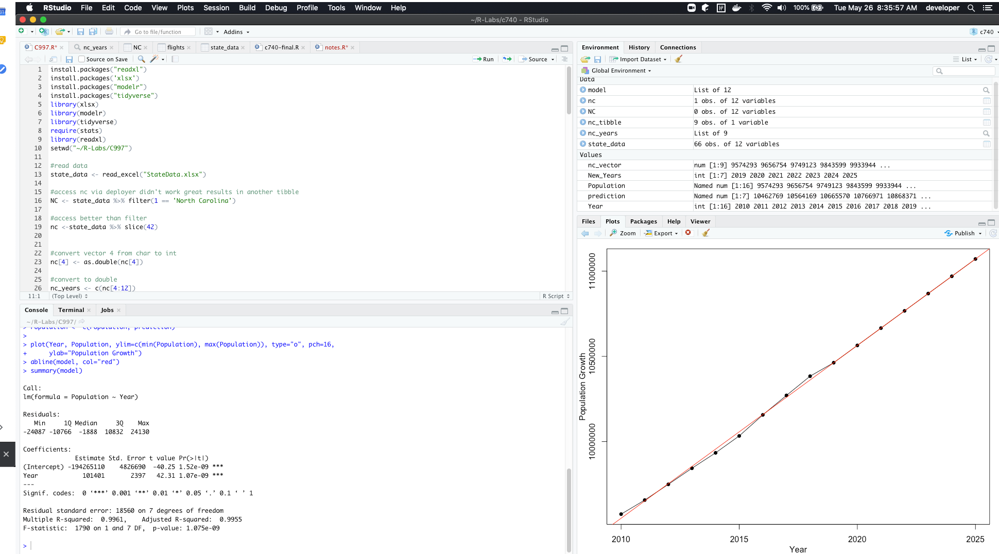 RStudio File Edit Code View Plots Session Build Debug Profile Tools Window Help 100% Tue May 26 8:35:57 AM developer
~/R-Labs/c740 - RStudio
Go to file/function Addins c740
C997.R* nc_years NC flights state_data c740-final.R notes.R*
Source on Save Run Source
1 install.packages("readxl")
2 install.packages('xlsx')
3 install.packages("modelr")
4 install.packages("tidyverse")
5 library(xlsx)
6 library(modelr)
7 library(tidyverse)
8 require(stats)
9 library(readxl)
10 setwd("~/R-Labs/C997")
11
12 #read data
13 state_data <- read_excel("StateData.xlsx")
14
15 #access nc via deployer didn't work great results in another tibble
16 NC <- state_data %>% filter(1 == 'North Carolina')
17
18 #access better than filter
19 nc <-state_data %>% slice(42)
20
21
22 #convert vector 4 from char to int
23 nc[4] <- as.double(nc[4])
24
25 #convert to double
26 nc_years <- c(nc[4:12])
11:1 (Top Level) R Script
Console Terminal Jobs
~/R-Labs/C997/
> Population <- c(Population, prediction)
>
> plot(Year, Population, ylim=c(min(Population), max(Population)), type="o", pch=16,
+ ylab="Population Growth")
> abline(model, col="red")
> summary(model)
Call:
lm(formula = Population ~ Year)
Residuals:
Min 1Q Median 3Q Max
-24087 -10766 -1888 10832 24130
Coefficients:
Estimate Std. Error t value Pr(>|t|)
(Intercept) -194265110 4826690 -40.25 1.52e-09 ***
Year 101401 2397 42.31 1.07e-09 ***
---
Signif. codes: 0 ‘***’ 0.001 ‘**’ 0.01 ‘*’ 0.05 ‘.’ 0.1 ‘ ’ 1
Residual standard error: 18560 on 7 degrees of freedom
Multiple R-squared: 0.9961, Adjusted R-squared: 0.9955
F-statistic: 1790 on 1 and 7 DF, p-value: 1.075e-09
>
Environment History Connections
Import Dataset List
Global Environment
Data
model List of 12
nc 1 obs. of 12 variables
NC 0 obs. of 12 variables
nc_tibble 9 obs. of 1 variable
nc_years List of 9
state_data 66 obs. of 12 variables
Values
nc_vector num [1:9] 9574293 9656754 9749123 9843599 9933944 ...
New_Years int [1:7] 2019 2020 2021 2022 2023 2024 2025
Population Named num [1:16] 9574293 9656754 9749123 9843599 9933944 ...
prediction Named num [1:7] 10462769 10564169 10665570 10766971 10868371 ...
Year int [1:16] 2010 2011 2012 2013 2014 2015 2016 2017 2018 2019 ...
Files Plots Packages Help Viewer
Zoom Export Publish
Population Growth
11000000
10500000
10000000
2010 2015 2020 2025
Year